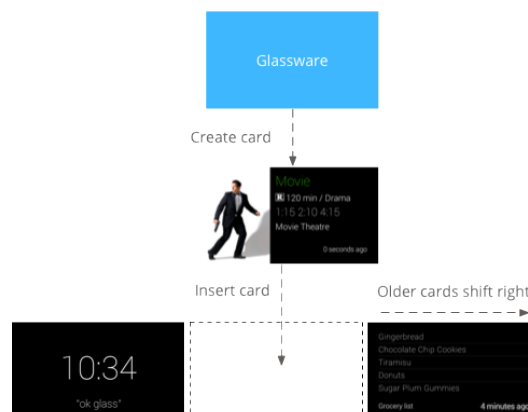 Glassware
Create card
Movie
R 120 min / Drama
1:15 2:10 4:15
Movie Theatre
0 seconds ago
Insert card
Older cards shift right
10:34
"ok glass"
Gingerbread
Chocolate Chip Cookies
Tiramisu
Donuts
Sugar Plum Gummies
Grocery list
4 minutes ago